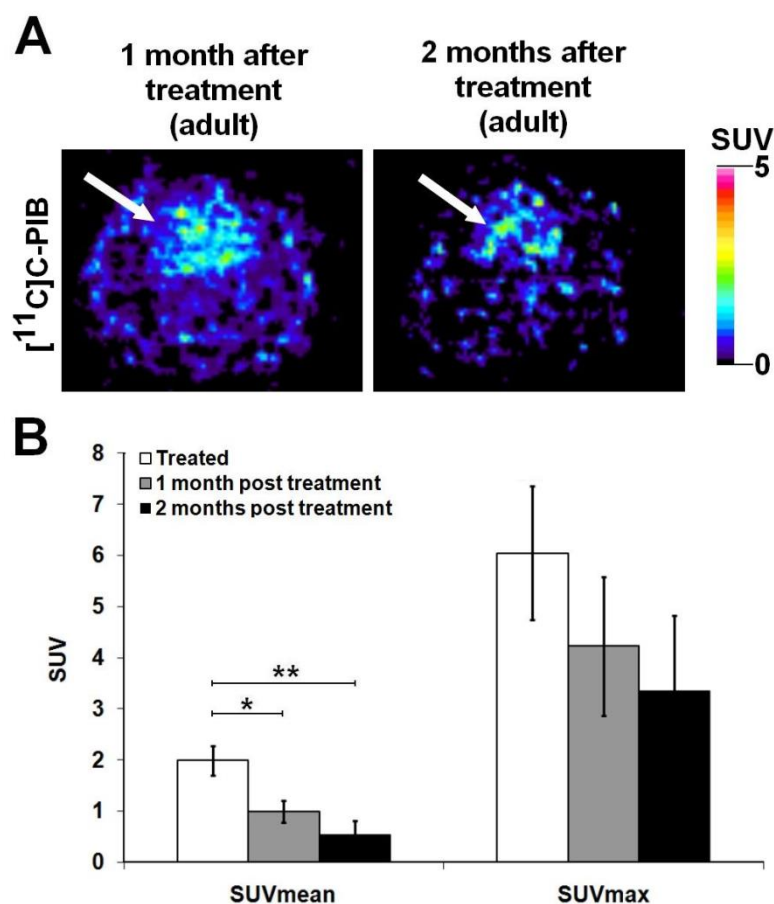 A
1 month after
treatment
(adult)
2 months after
treatment
(adult)
SUV
5
0
[¹¹C]C-PIB
B
8
7
6
5
4
3
2
1
0
SUV
Treated
1 month post treatment
2 months post treatment
**
*
SUVmean
SUVmax